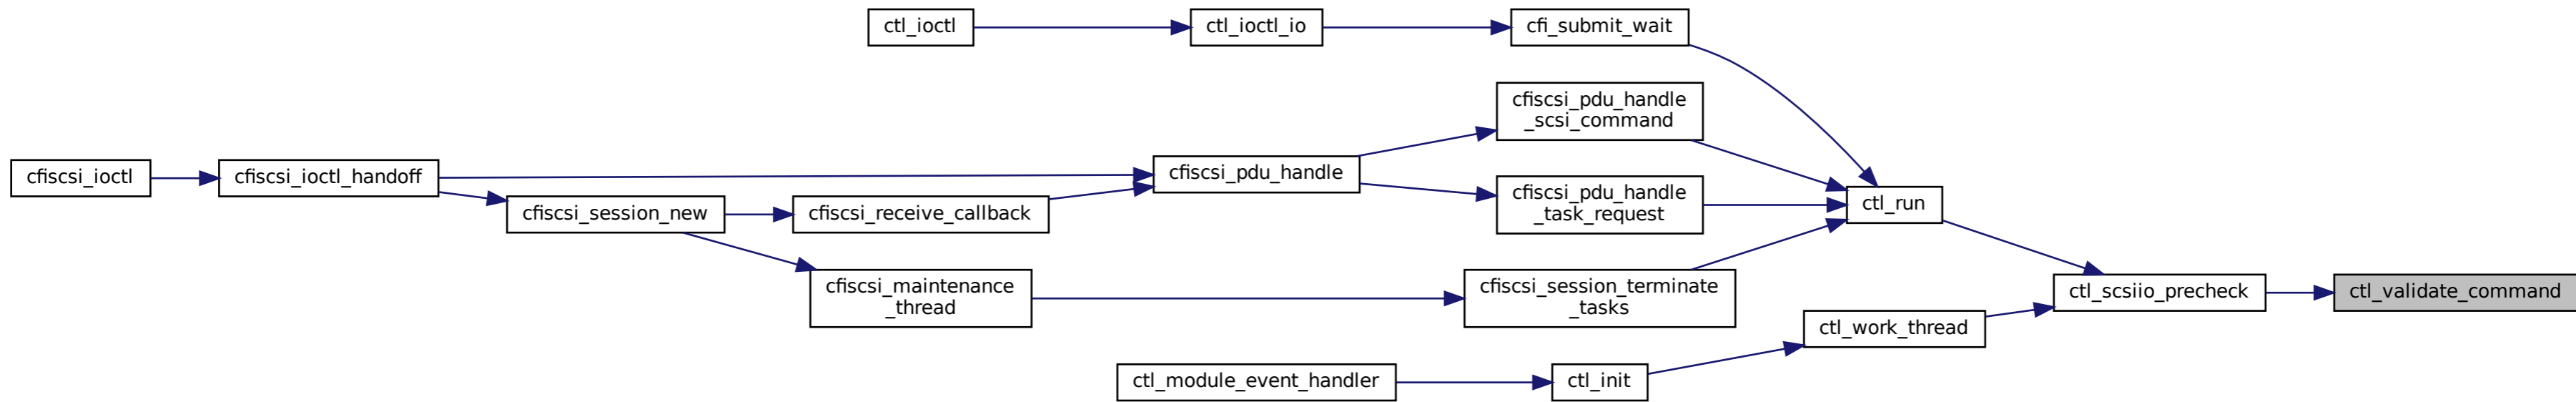 ctl_ioctl
ctl_ioctl_io
cfi_submit_wait
cfiscsi_pdu_handle
_scsi_command
cfiscsi_ioctl
cfiscsi_ioctl_handoff
cfiscsi_pdu_handle
cfiscsi_session_new
cfiscsi_receive_callback
cfiscsi_pdu_handle
_task_request
ctl_run
cfiscsi_maintenance
_thread
cfiscsi_session_terminate
_tasks
ctl_scsiio_precheck
ctl_validate_command
ctl_work_thread
ctl_module_event_handler
ctl_init